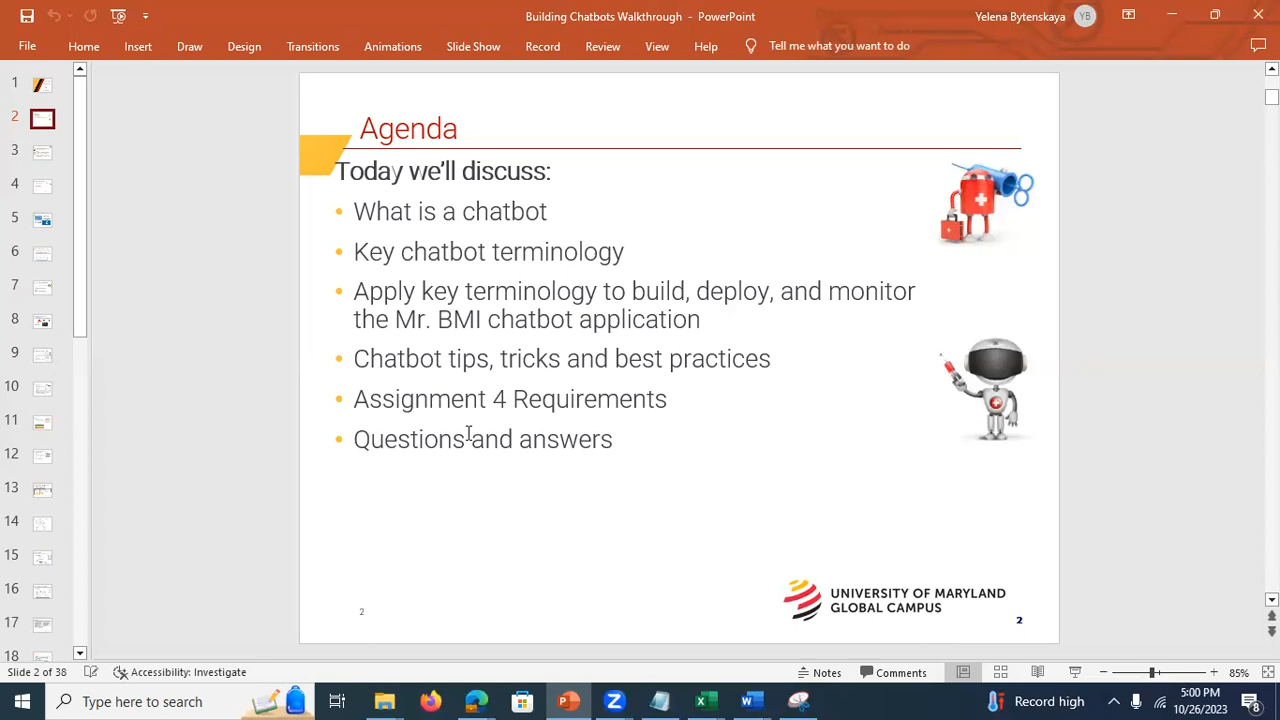 Building Chatbots Walkthrough - PowerPoint
Yelena Bytenskaya YB
File Home Insert Draw Design Transitions Animations Slide Show Record Review View Help Tell me what you want to do
1
2
3
4
5
6
7
8
9
10
11
12
13
14
15
16
17
18
Agenda
Today we'll discuss:
• What is a chatbot
• Key chatbot terminology
• Apply key terminology to build, deploy, and monitor
the Mr. BMI chatbot application
• Chatbot tips, tricks and best practices
• Assignment 4 Requirements
• Questions and answers
UNIVERSITY OF MARYLAND
GLOBAL CAMPUS
2
2
Slide 2 of 38 Accessibility: Investigate Notes Comments 85%
Type here to search
Record high
5:00 PM
10/26/2023
8